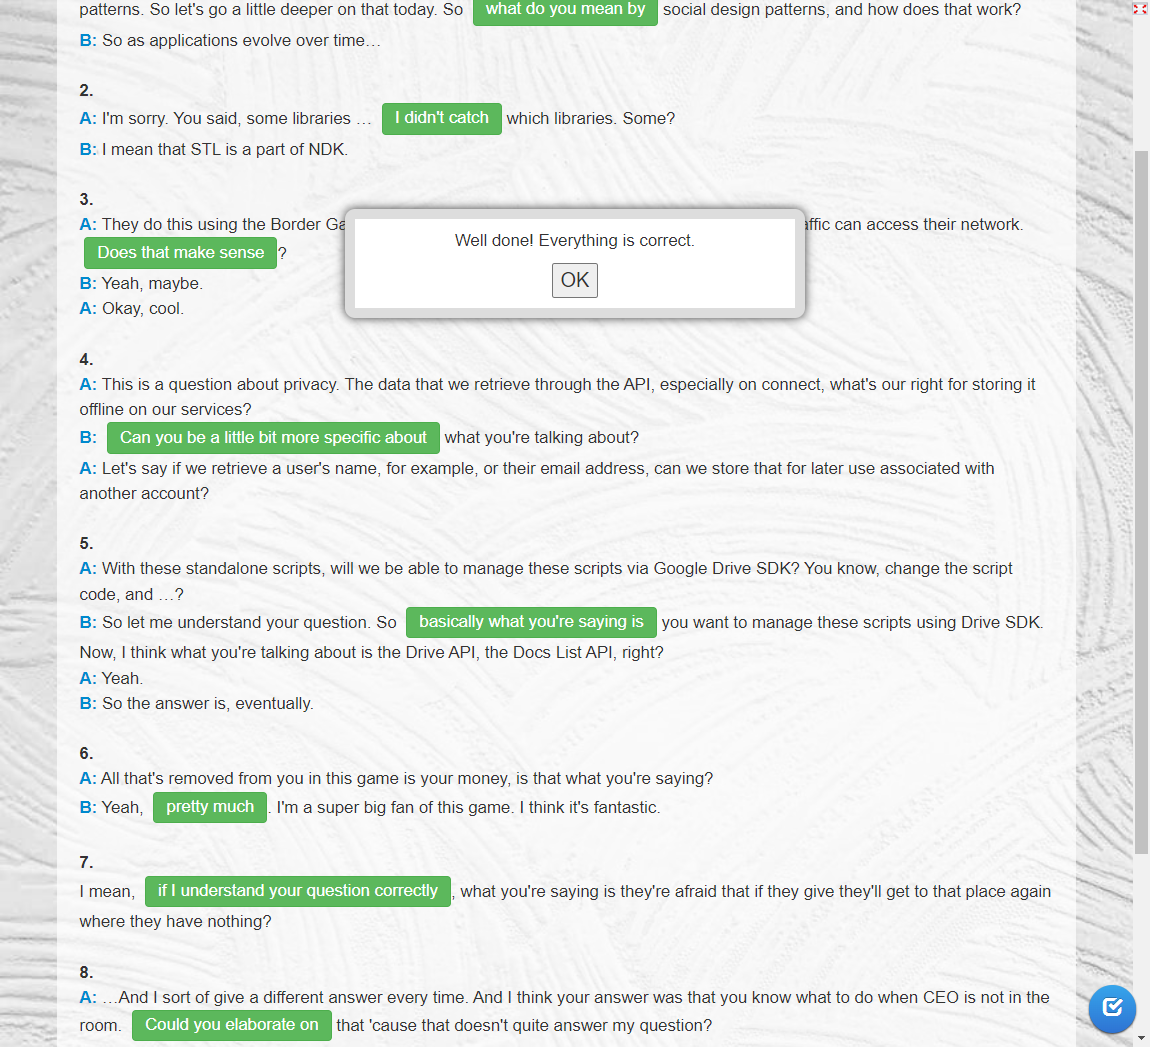 patterns. So let's go a little deeper on that today. So what do you mean by social design patterns, and how does that work?
B: So as applications evolve over time…
2.
A: I'm sorry. You said, some libraries … I didn't catch which libraries. Some?
B: I mean that STL is a part of NDK.
3.
A: They do this using the Border Ga
affic can access their network.
Does that make sense ?
Well done! Everything is correct.
OK
B: Yeah, maybe.
A: Okay, cool.
4.
A: This is a question about privacy. The data that we retrieve through the API, especially on connect, what's our right for storing it
offline on our services?
B: Can you be a little bit more specific about what you're talking about?
A: Let's say if we retrieve a user's name, for example, or their email address, can we store that for later use associated with
another account?
5.
A: With these standalone scripts, will we be able to manage these scripts via Google Drive SDK? You know, change the script
code, and …?
B: So let me understand your question. So basically what you're saying is you want to manage these scripts using Drive SDK.
Now, I think what you're talking about is the Drive API, the Docs List API, right?
A: Yeah.
B: So the answer is, eventually.
6.
A: All that's removed from you in this game is your money, is that what you're saying?
B: Yeah, pretty much . I'm a super big fan of this game. I think it's fantastic.
7.
I mean, if I understand your question correctly , what you're saying is they're afraid that if they give they'll get to that place again
where they have nothing?
8.
A: …And I sort of give a different answer every time. And I think your answer was that you know what to do when CEO is not in the
room. Could you elaborate on that 'cause that doesn't quite answer my question?